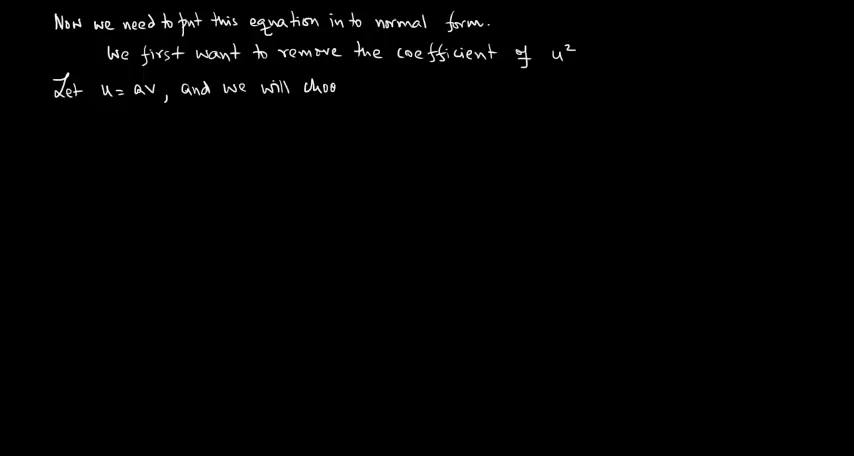 Now we need to put this equation in to normal form.
We first want to remove the coefficient of u²
Let u = av, and we will choo